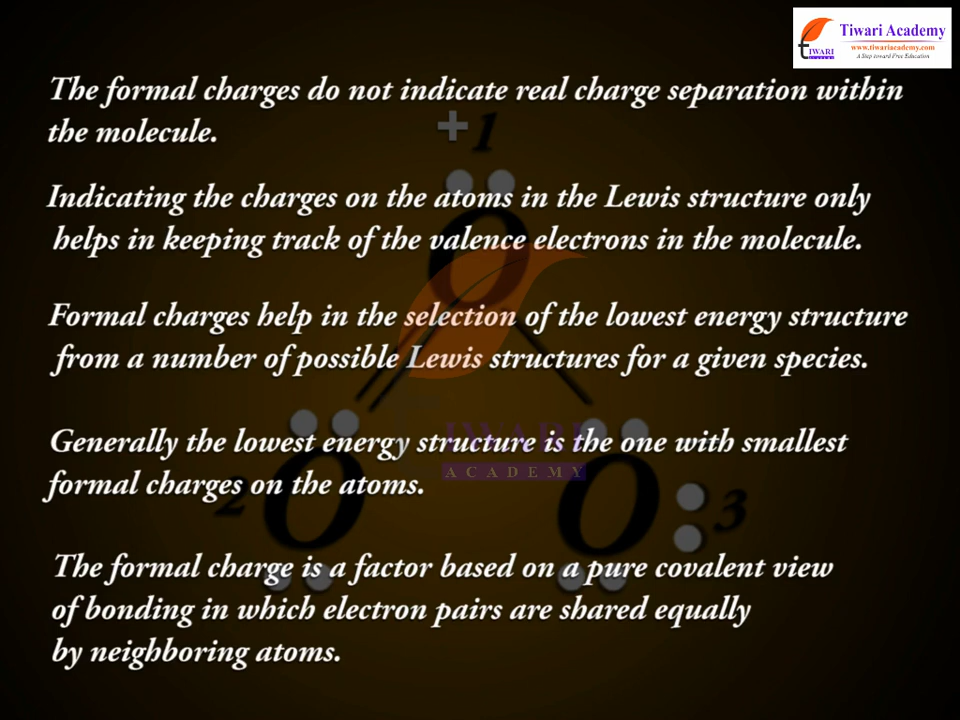 Tiwari Academy
www.tiwariacademy.com
A Step toward Free Education
TIWARI
ACADEMY
The formal charges do not indicate real charge separation within
the molecule.
+1
Indicating the charges on the atoms in the Lewis structure only
helps in keeping track of the valence electrons in the molecule.
O
Formal charges help in the selection of the lowest energy structure
from a number of possible Lewis structures for a given species.
TIWARI
ACADEMY
Generally the lowest energy structure is the one with smallest
formal charges on the atoms.
2 O O 3
The formal charge is a factor based on a pure covalent view
of bonding in which electron pairs are shared equally
by neighboring atoms.